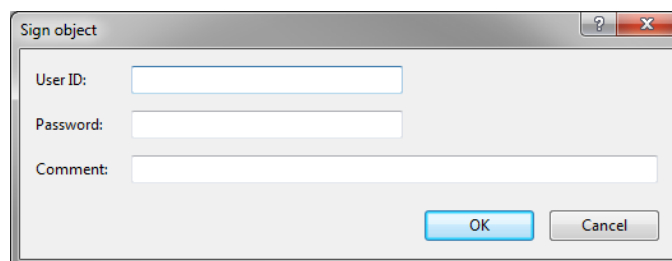 Sign object
?
X
User ID:
Password:
Comment:
OK
Cancel